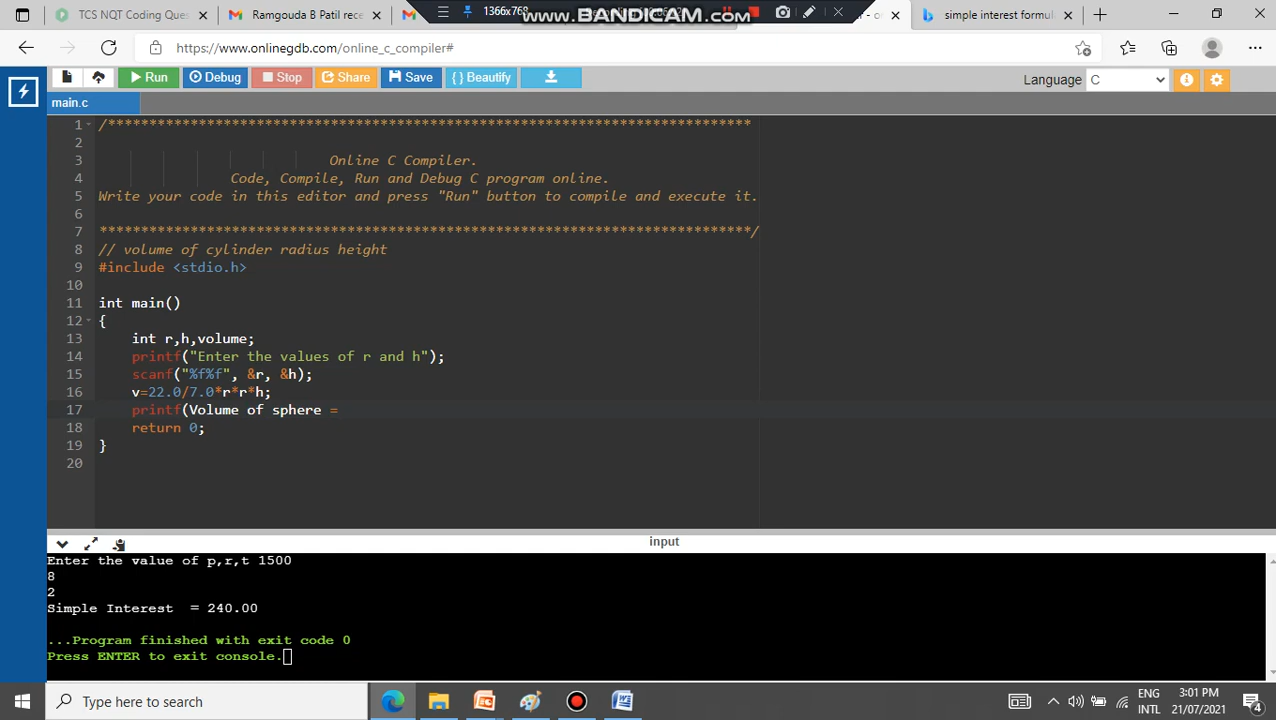 TCS NQT Coding Ques
Ramgouda B Patil rece
1366x768
www.BANDICAM.com
simple interest formul
https://www.onlinegdb.com/online_c_compiler#
Run Debug Stop Share Save { } Beautify Language C
main.c
1 /******************************************************************************
2
3 Online C Compiler.
4 Code, Compile, Run and Debug C program online.
5 Write your code in this editor and press "Run" button to compile and execute it.
6
7 *******************************************************************************/
8 // volume of cylinder radius height
9 #include <stdio.h>
10
11 int main()
12 {
13 int r,h,volume;
14 printf("Enter the values of r and h");
15 scanf("%f%f", &r, &h);
16 v=22.0/7.0*r*r*h;
17 printf(Volume of sphere =
18 return 0;
19 }
20
input
Enter the value of p,r,t 1500
8
2
Simple Interest  = 240.00
...Program finished with exit code 0
Press ENTER to exit console.
Type here to search
ENG
INTL
3:01 PM
21/07/2021
4